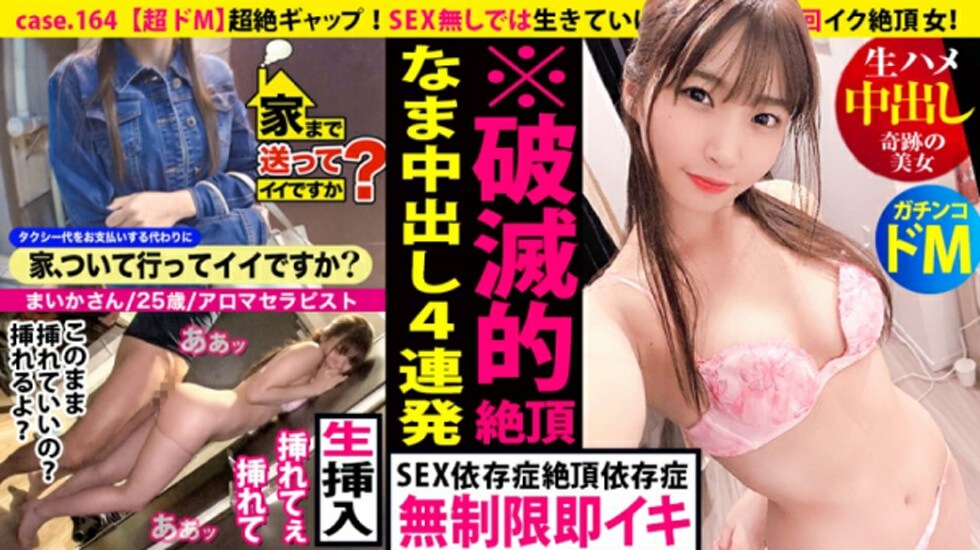 case.164【超ドM】超絶ギャップ！SEX無しでは生きてい
回イク絶頂女!
家まで
送って
イイですか
?
タクシー代をお支払いする代わりに
家、ついて行ってイイですか?
まいかさん/25歳/アロマセラピスト
このまま
挿れていいの?
挿れるよ?
あぁッ
あぁッ
挿れてぇ
挿れて
あぁッ
生挿入
※破滅的絶頂
なま中出し4連発
SEX依存症絶頂依存症
無制限即イキ
生ハメ
中出し
奇跡の
美女
ガチンコ
ドM